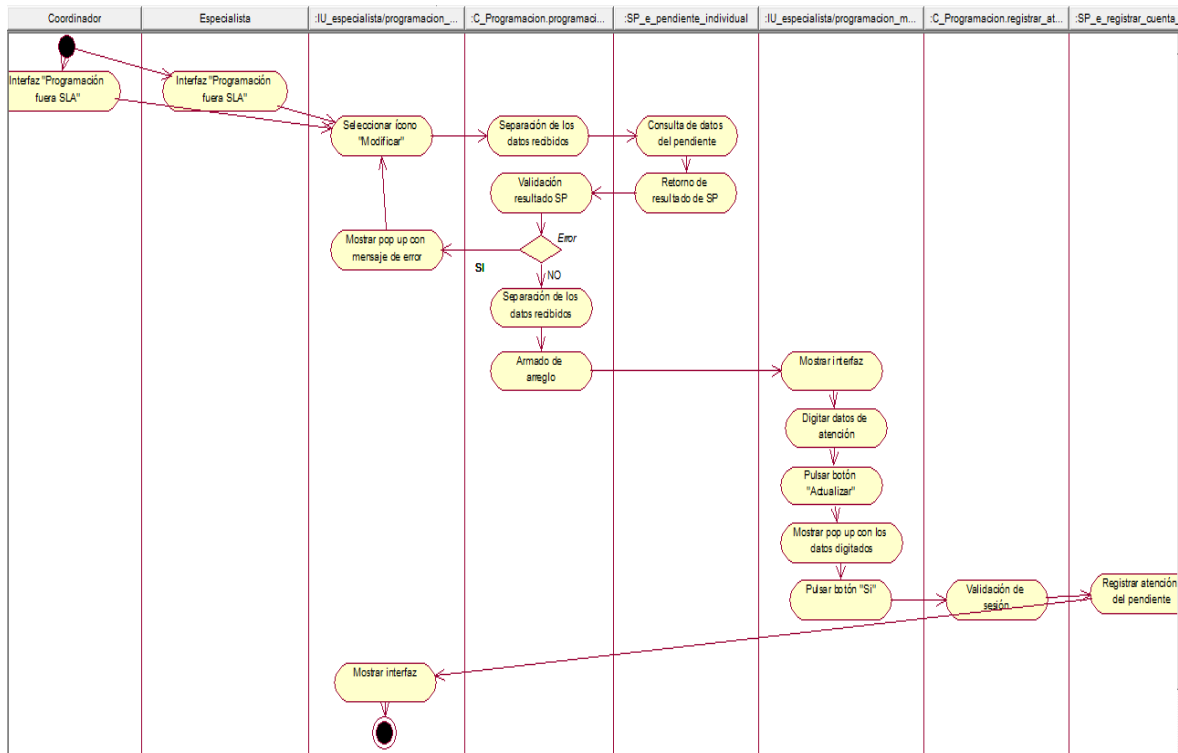 Coordinador
Especialista
:IU_especialista/programacion_...
:C_Programacion.programaci...
:SP_e_pendiente_individual
:IU_especialista/programacion_m...
:C_Programacion.registrar_at...
:SP_e_registrar_cuenta_
Interfaz "Programación
fuera SLA"
Interfaz "Programación
fuera SLA"
Seleccionar ícono
"Modificar"
Separación de los
datos recibidos
Consulta de datos
del pendiente
Validación
resultado SP
Retorno de
resultado de SP
Mostrar pop up con
mensaje de error
Error
SI
NO
Separación de los
datos recibidos
Armado de
arreglo
Mostrar interfaz
Digitar datos de
atención
Pulsar botón
"Actualizar"
Mostrar pop up con los
datos digitados
Pulsar botón "Si"
Validación de
sesión
Registrar atención
del pendiente
Mostrar interfaz